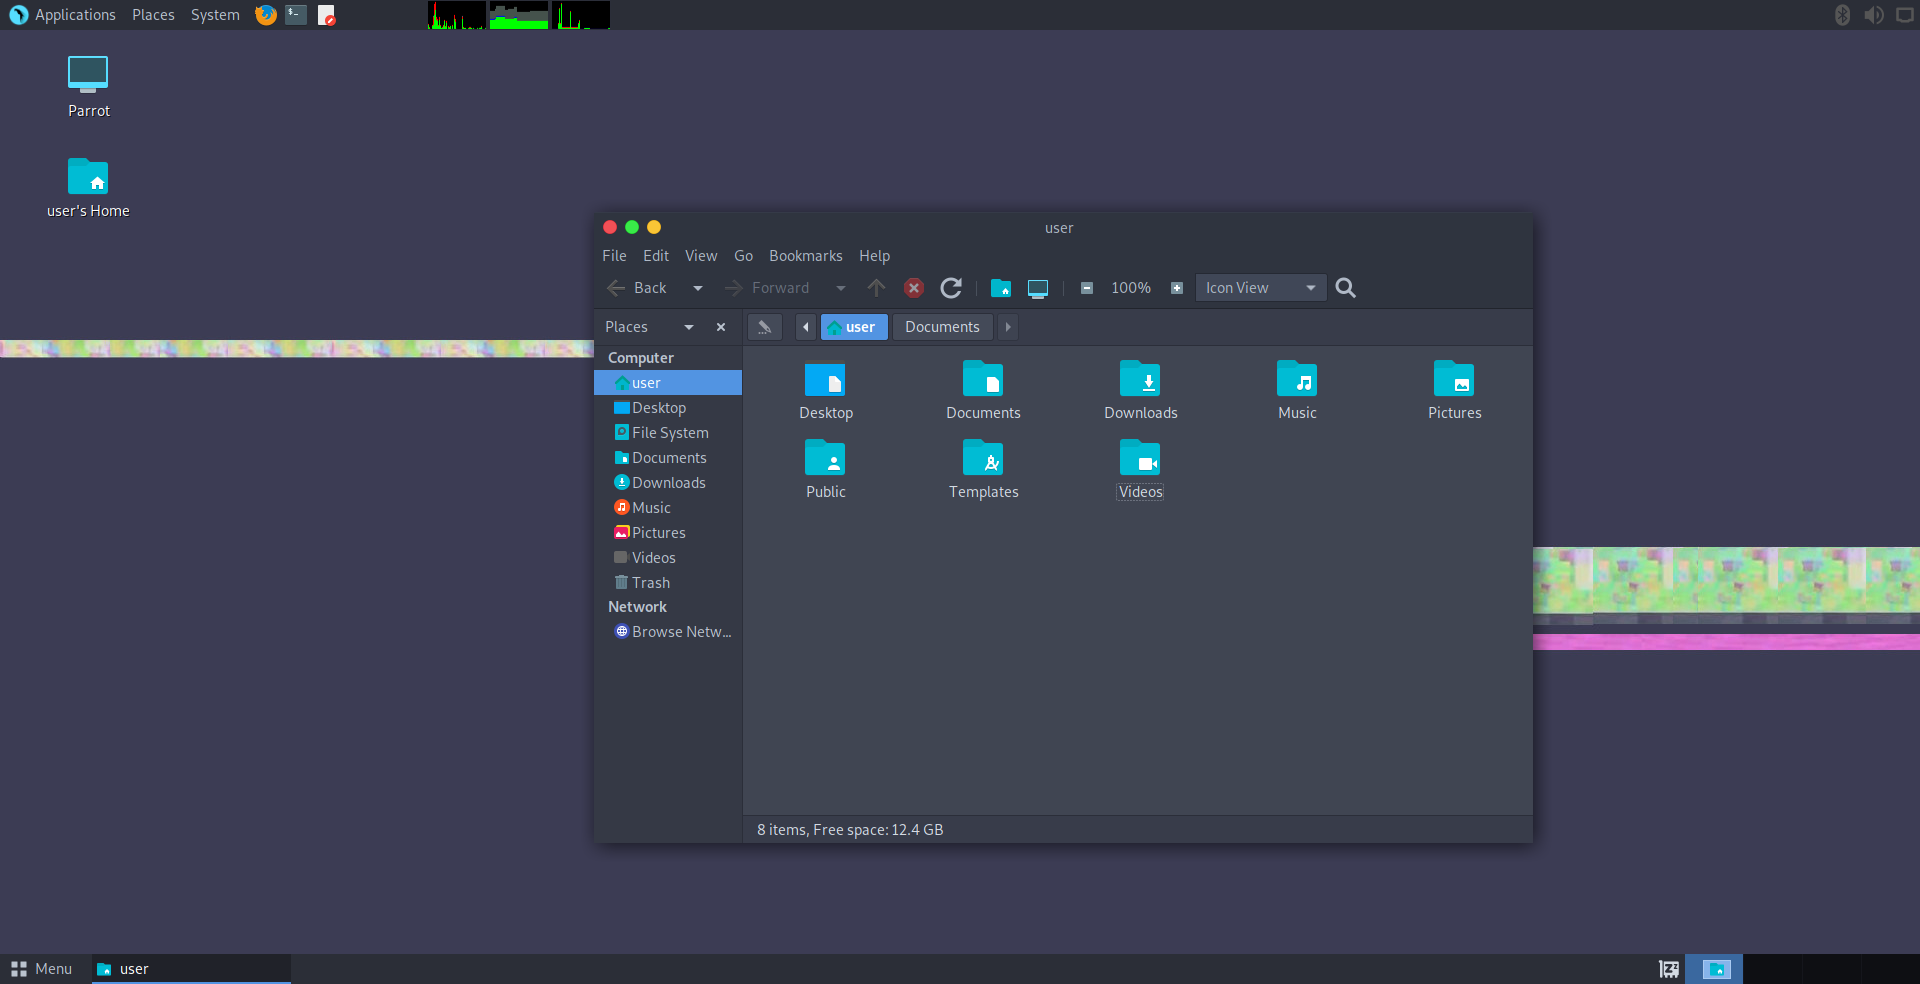 Applications Places System
Parrot
user's Home
user
File Edit View Go Bookmarks Help
Back Forward 100% Icon View
Places user Documents
Computer
user
Desktop
File System
Documents
Downloads
Music
Pictures
Videos
Trash
Network
Browse Netw...
Desktop Documents Downloads Music Pictures
Public Templates Videos
8 items, Free space: 12.4 GB
Menu user